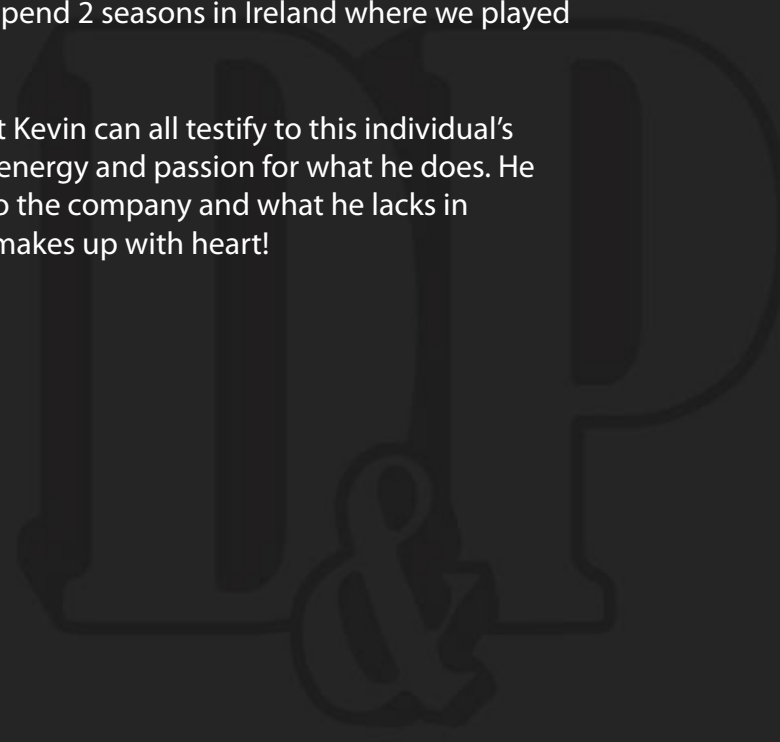 pend 2 seasons in Ireland where we played
t Kevin can all testify to this individual’s
energy and passion for what he does. He
o the company and what he lacks in
makes up with heart!
D&P